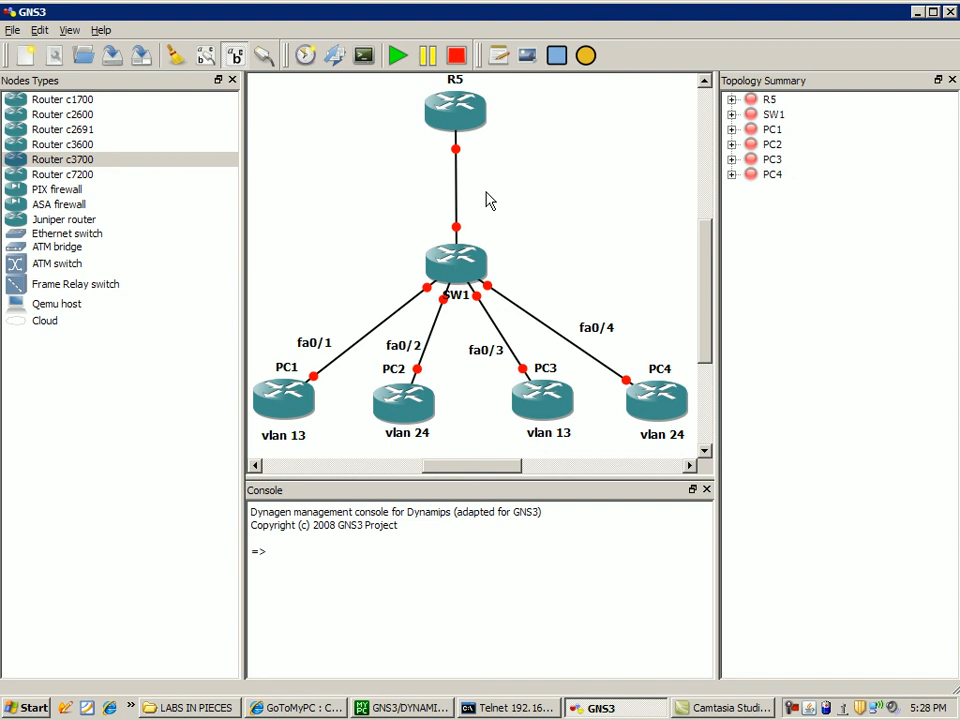 GNS3
File Edit View Help
Nodes Types
Router c1700
Router c2600
Router c2691
Router c3600
Router c3700
Router c7200
PIX firewall
ASA firewall
Juniper router
Ethernet switch
ATM bridge
ATM switch
Frame Relay switch
Qemu host
Cloud
R5
SW1
fa0/1
fa0/2
fa0/3
fa0/4
PC1
PC2
PC3
PC4
vlan 13
vlan 24
vlan 13
vlan 24
Console
Dynagen management console for Dynamips (adapted for GNS3)
Copyright (c) 2008 GNS3 Project
=>
Topology Summary
R5
SW1
PC1
PC2
PC3
PC4
Start
LABS IN PIECES
GoToMyPC : C...
GNS3/DYNAMI...
Telnet 192.16...
GNS3
Camtasia Studi...
5:28 PM